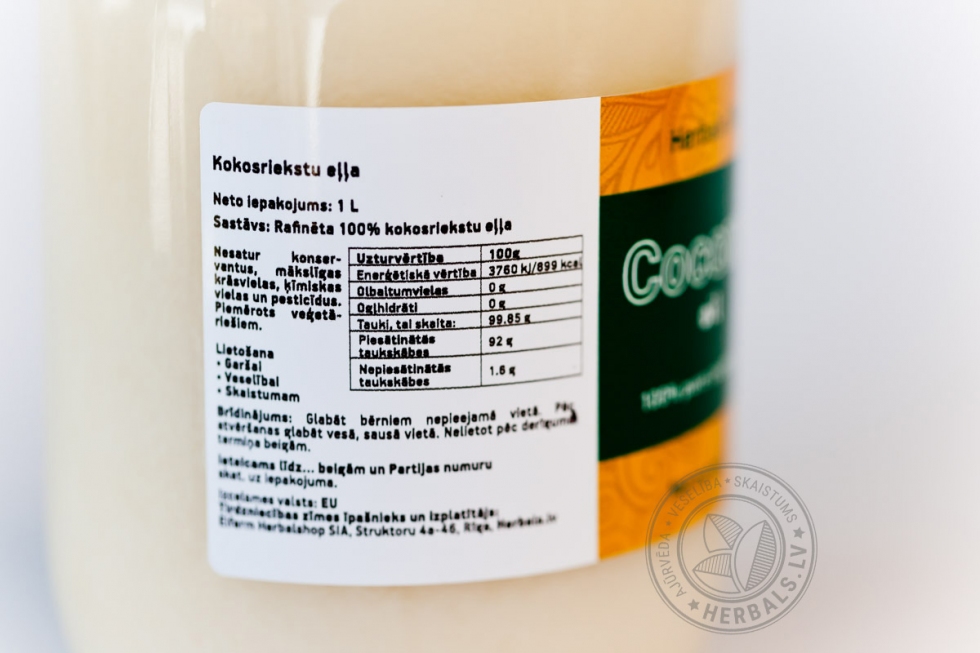 Kokosriekstu eļļa
Neto iepakojums: 1 L
Sastāvs: Rafinēta 100% kokosriekstu eļļa
Nesatur konser-
vantus, mākslīgas
krāsvielas, ķīmiskas
vielas un pesticīdus.
Piemērots veģetā-
riešiem.
Lietošana
• Garšai
• Veselībai
• Skaistumam
Uzturvērtība 100g
Enerģētiskā vērtība 3760 kJ/899 kcal
Olbaltumvielas 0 g
Ogļhidrāti 0 g
Tauki, tai skaita: 99.85 g
Piesātinātās
taukskābes 92 g
Nepiesātinātās
taukskābes 1.6 g
Brīdinājums: Glabāt bērniem nepieejamā vietā. Pēc
atvēršanas glabāt vēsā, sausā vietā. Nelietot pēc derīguma
termiņa beigām.
Ieteicams līdz... beigām un Partijas numuru
skat. uz iepakojuma.
Izcelsmes valsts: EU
Tirdzniecības zīmes īpašnieks un izplatītājs:
Elfarm Herbalshop SIA, Struktoru 4a-46, Rīga, Herbals.lv
Coco
100%
AJŪRVĒDA • VESELĪBA • SKAISTUMS
★ HERBALS.LV ★